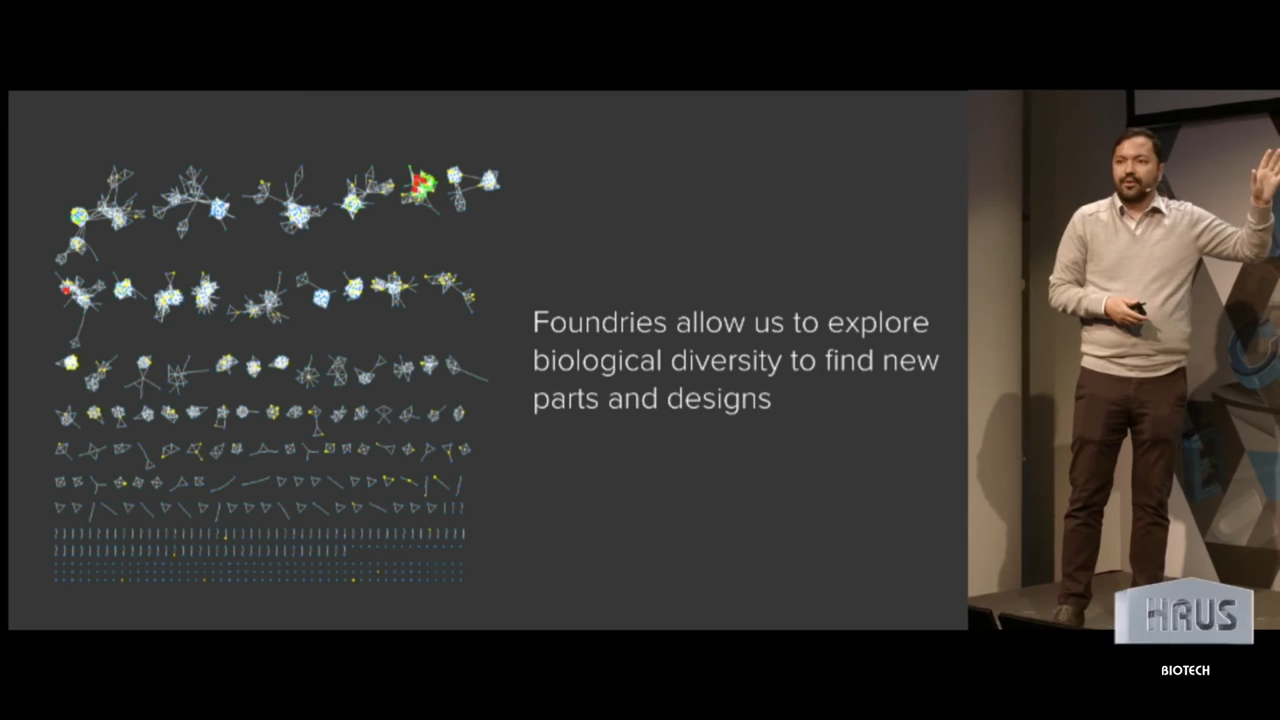 Foundries allow us to explore
biological diversity to find new
parts and designs
HAUS
BIOTECH